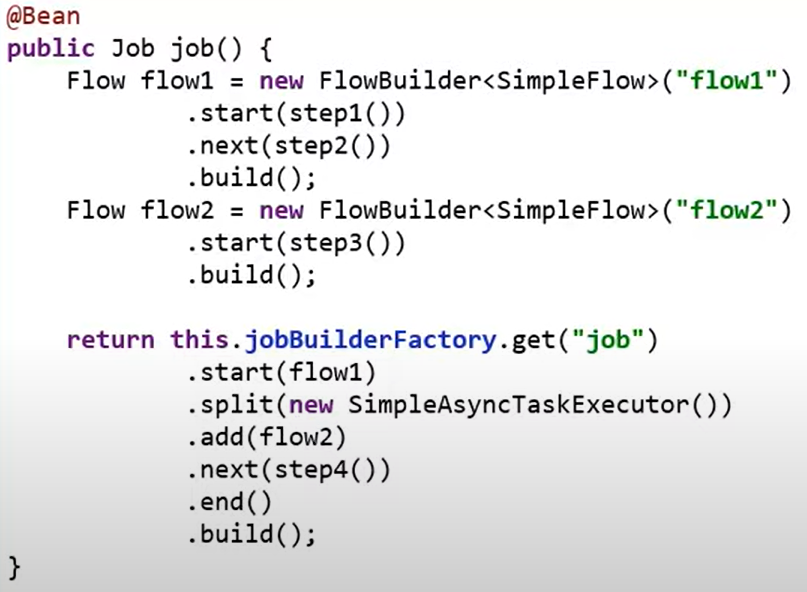 @Bean
public Job job() {
    Flow flow1 = new FlowBuilder<SimpleFlow>("flow1")
            .start(step1())
            .next(step2())
            .build();
    Flow flow2 = new FlowBuilder<SimpleFlow>("flow2")
            .start(step3())
            .build();

    return this.jobBuilderFactory.get("job")
            .start(flow1)
            .split(new SimpleAsyncTaskExecutor())
            .add(flow2)
            .next(step4())
            .end()
            .build();
}